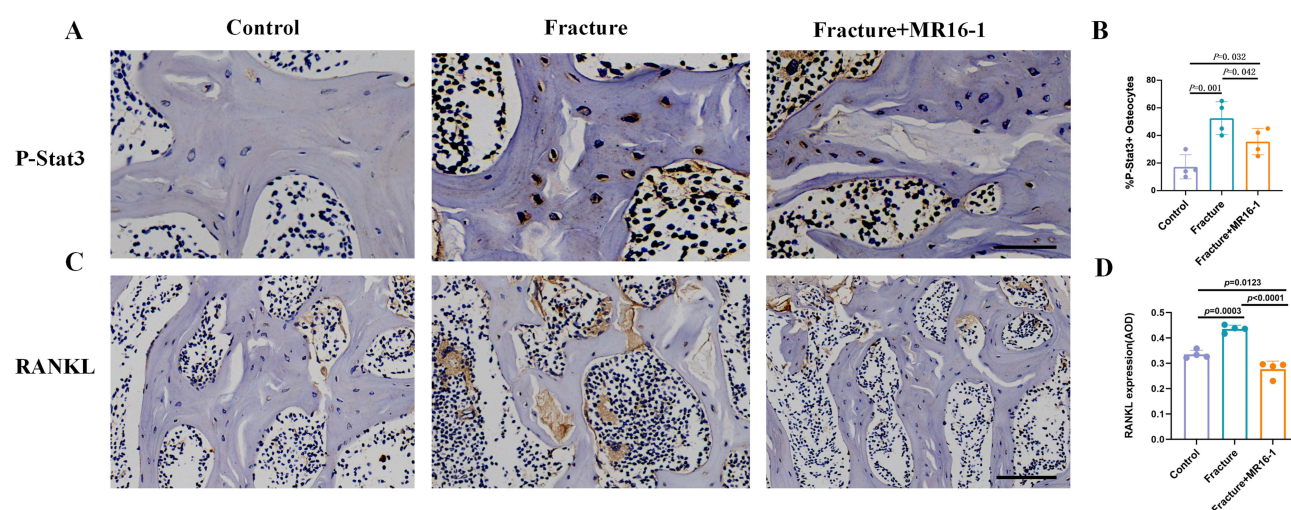 A
Control
Fracture
Fracture+MR16-1
P-Stat3
B
P=0.032
P=0.042
P=0.001
%P-Stat3+ Osteocytes
80
60
40
20
0
Control
Fracture
Fracture+MR16-1
C
RANKL
D
p=0.0123
p<0.0001
p=0.0003
RANKL expression(AOD)
0.5
0.4
0.3
0.2
0.1
0.0
Control
Fracture
Fracture+MR16-1